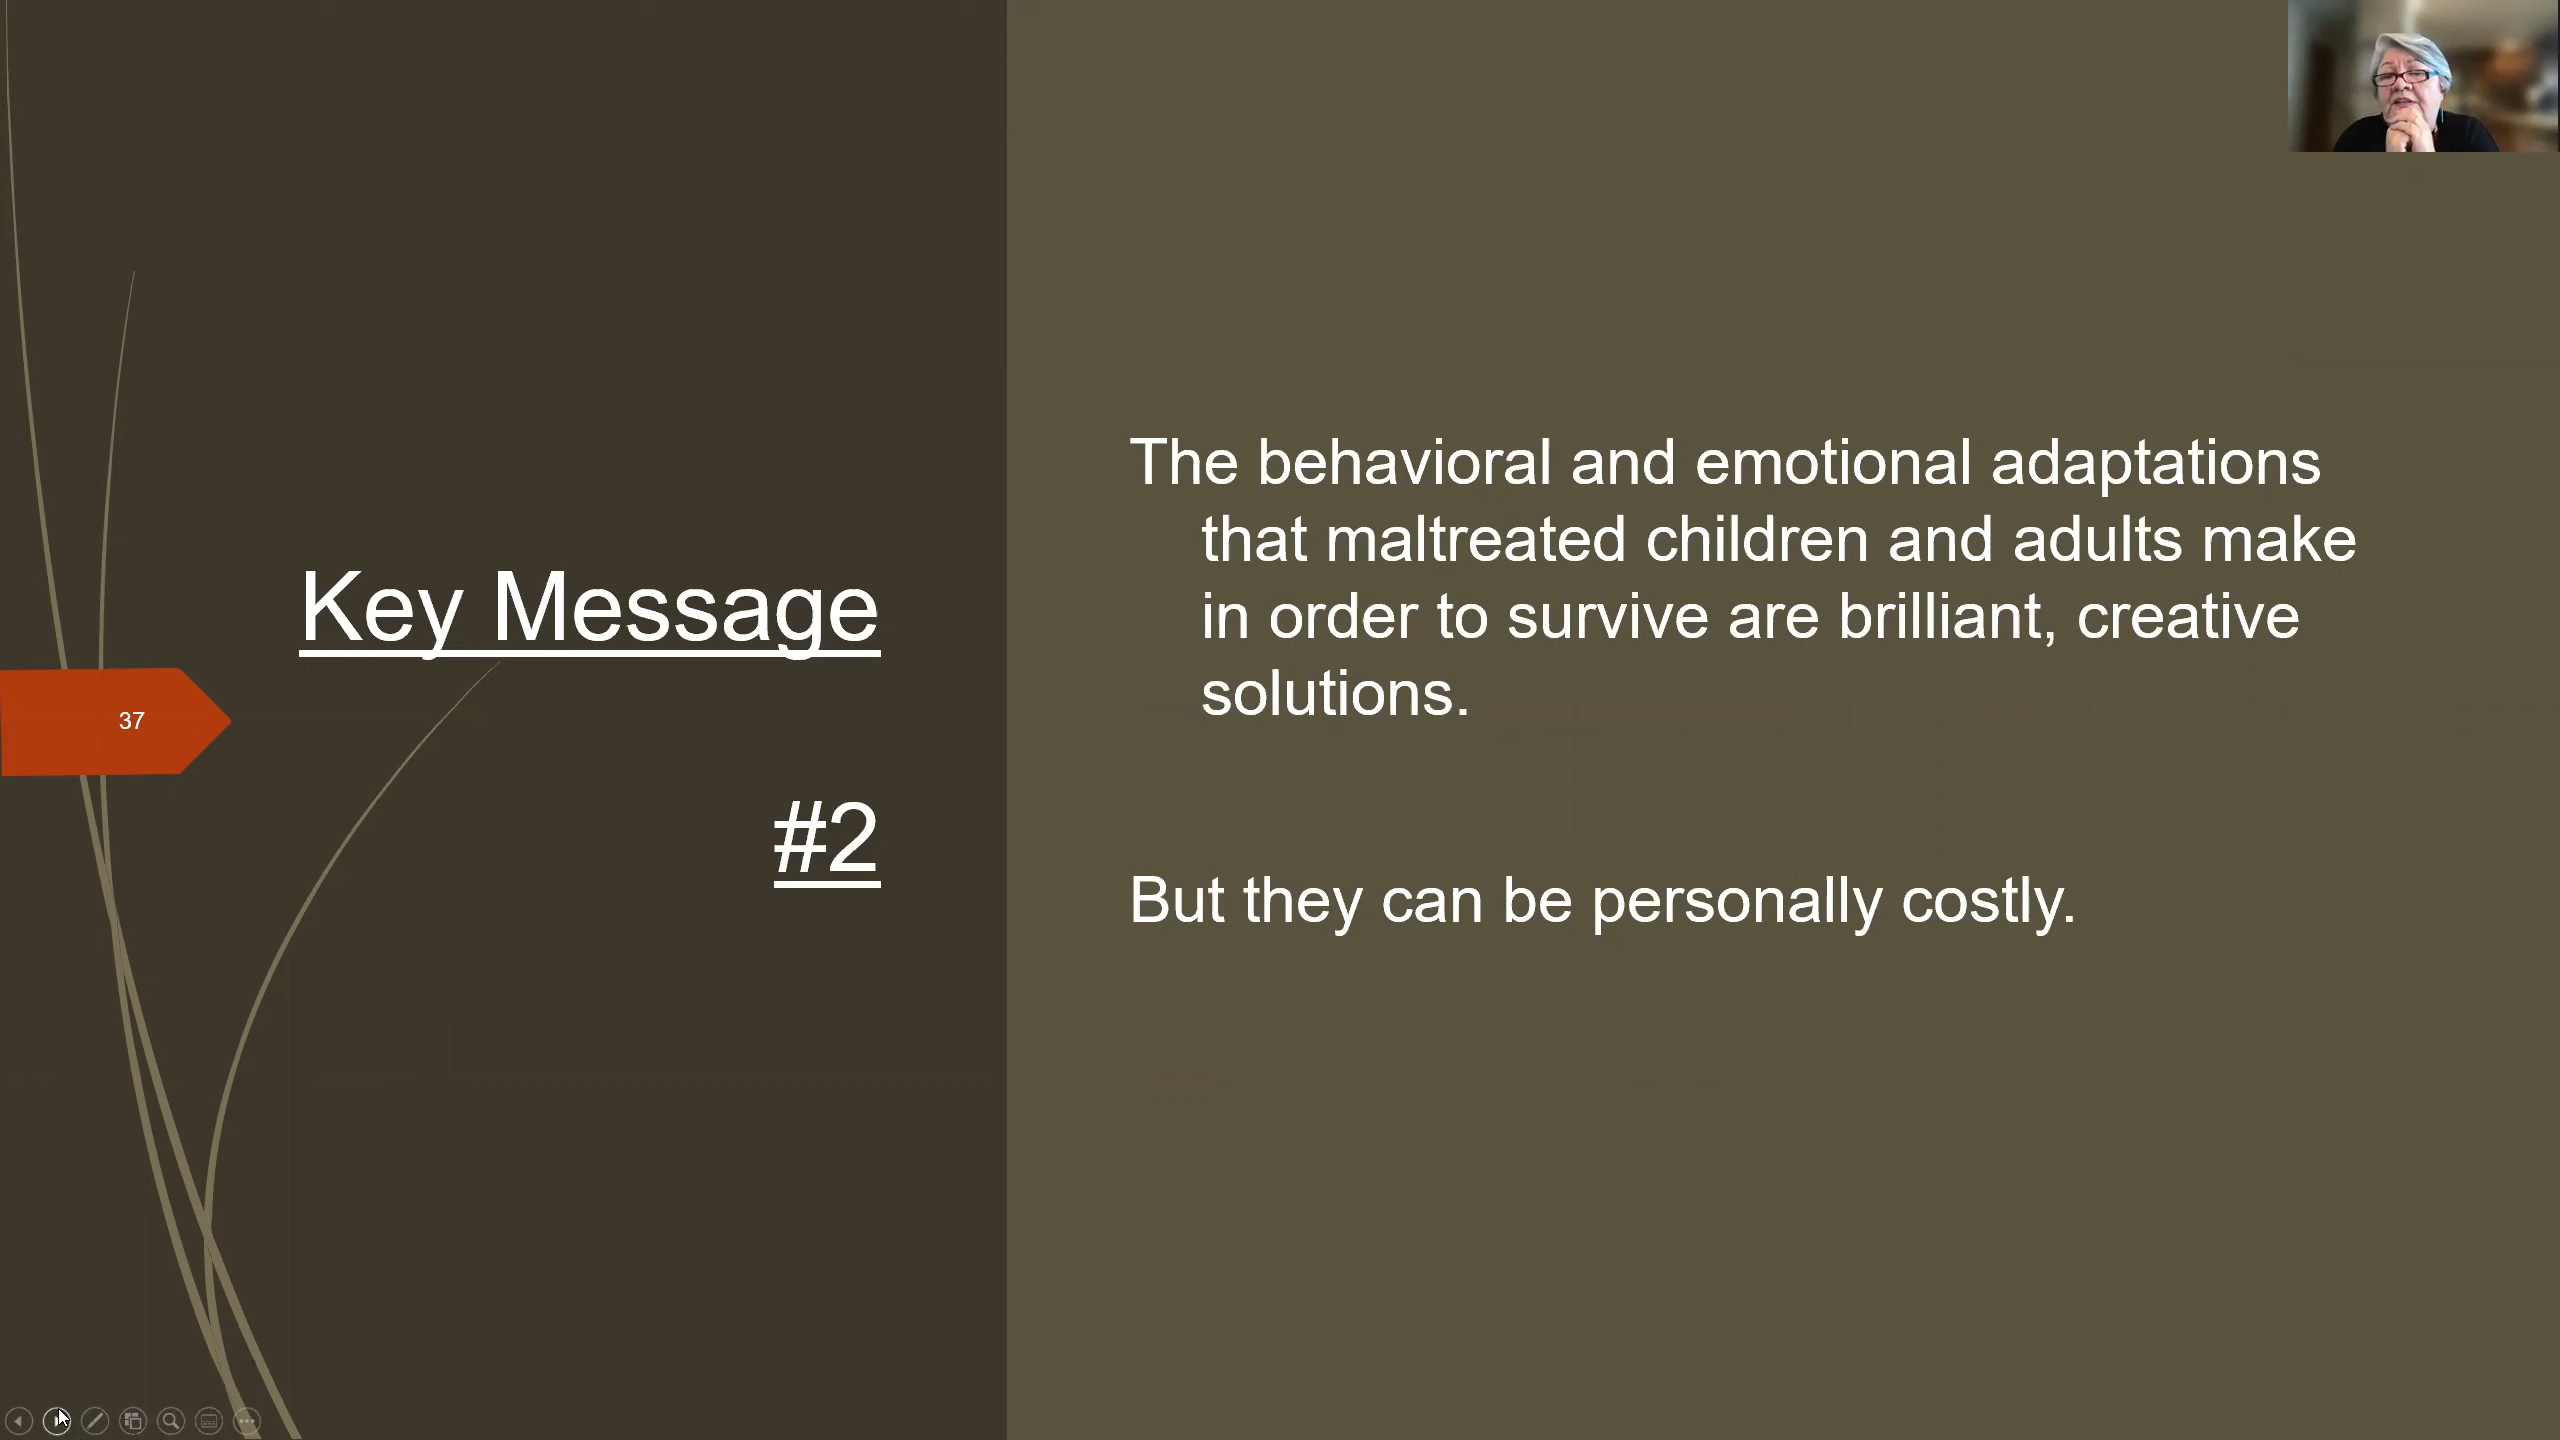 Key Message
#2
37
The behavioral and emotional adaptations
that maltreated children and adults make
in order to survive are brilliant, creative
solutions.
But they can be personally costly.